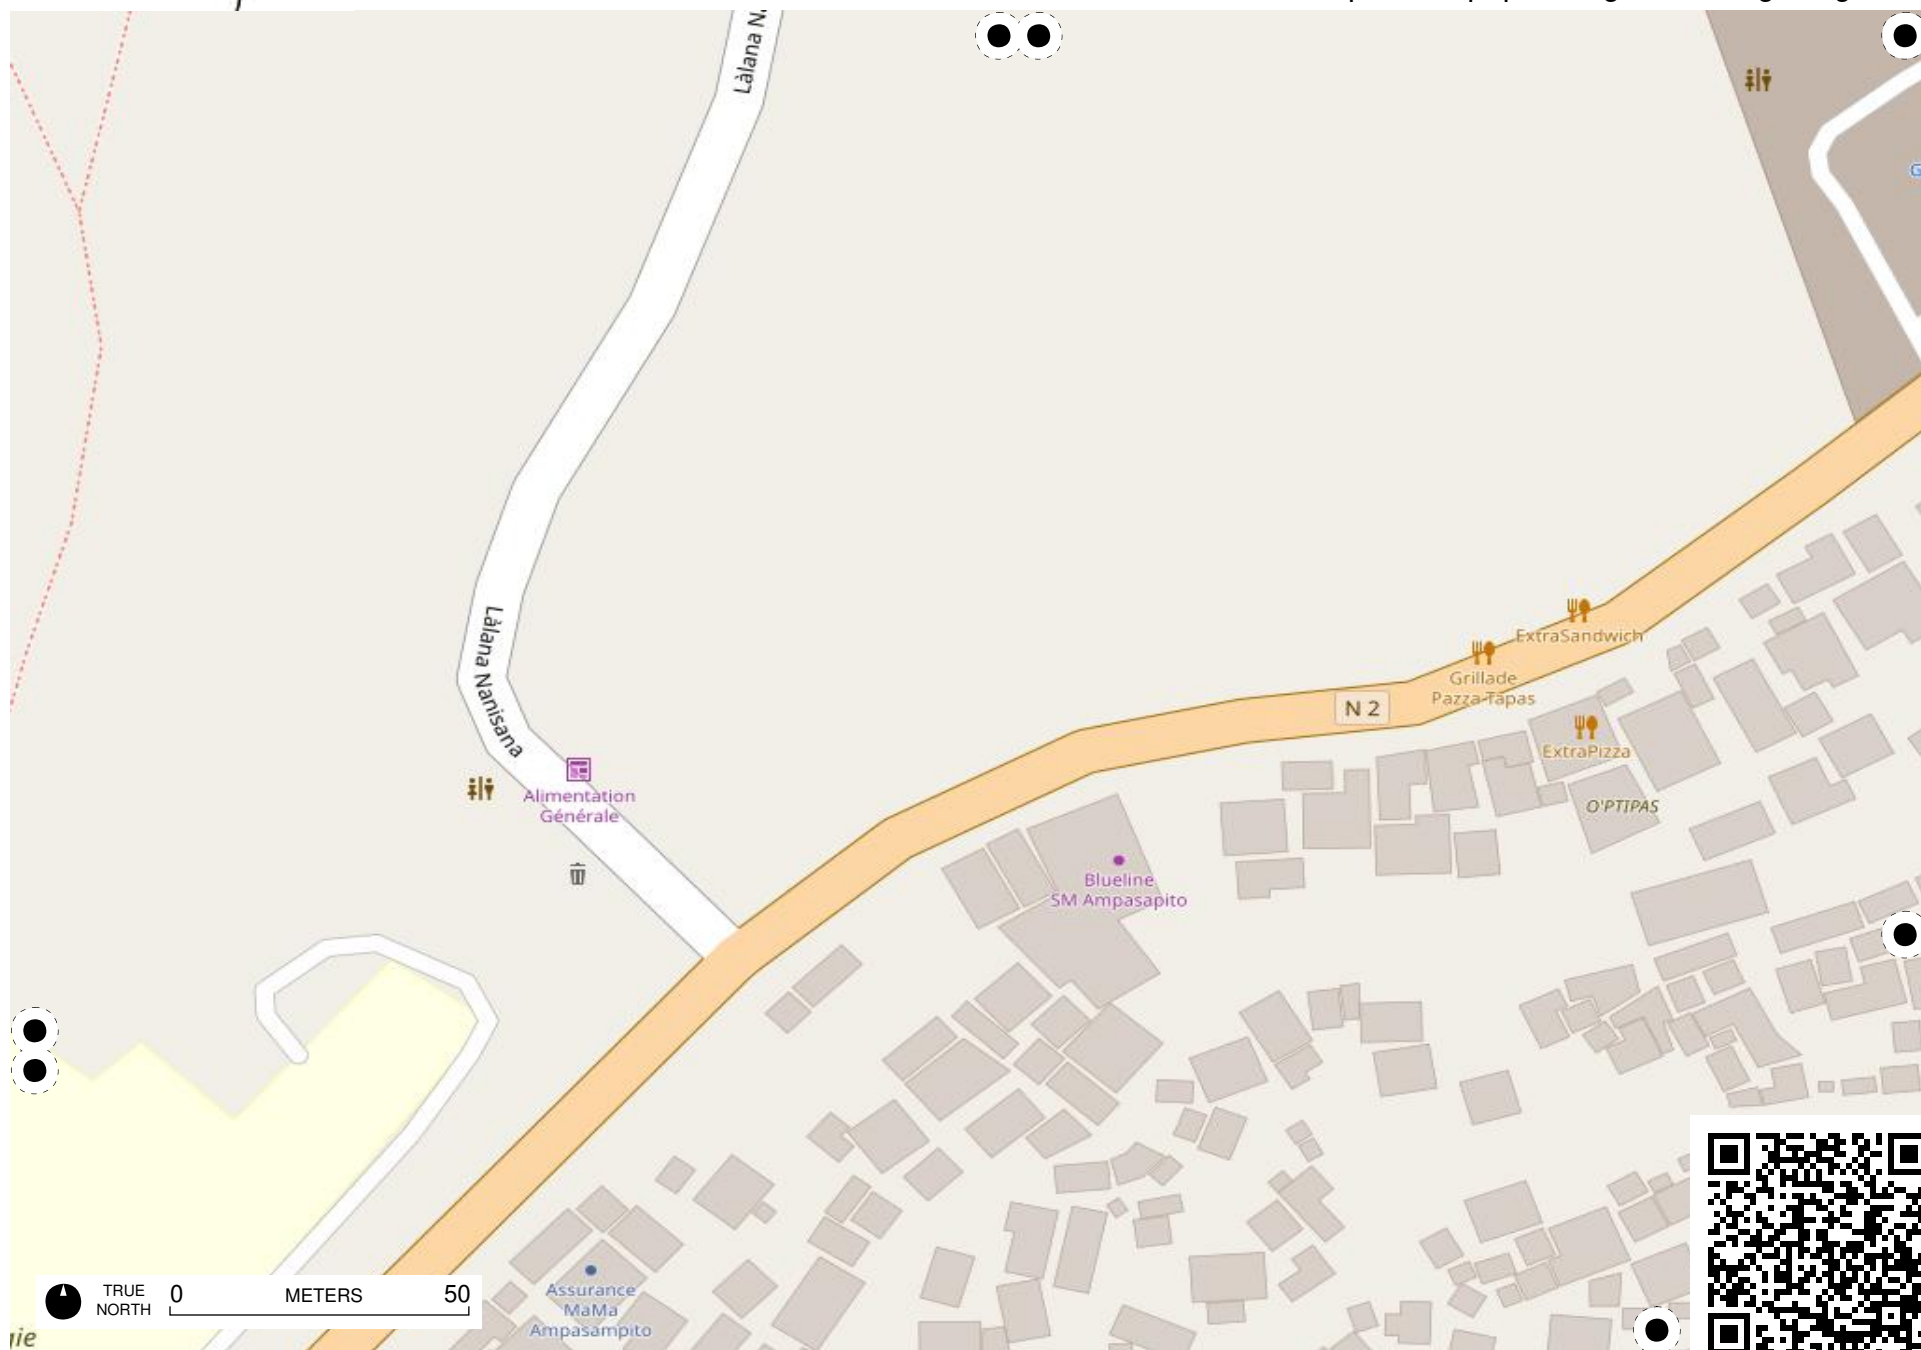 Làlana
ExtraSandwich
Grillade
Pazza Tapas
N 2
Làlana Nanisana
ExtraPizza
Alimentation
Générale
O'PTIPAS
Blueline
SM Ampasapito
TRUE
NORTH
0 METERS 50
Assurance
MaMa
Ampasampito